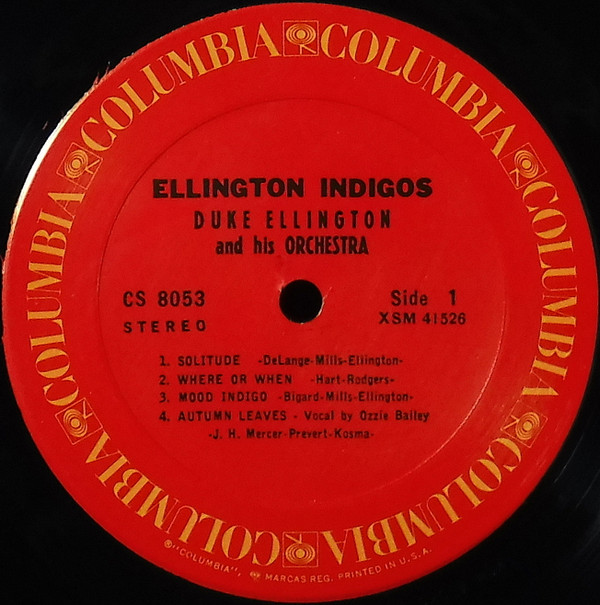 COLUMBIA COLUMBIA COLUMBIA COLUMBIA COLUMBIA COLUMBIA COLUMBIA COLUMBIA
ELLINGTON INDIGOS
DUKE ELLINGTON
and his ORCHESTRA
CS 8053
Side 1
STEREO
XSM 41526
1. SOLITUDE -DeLange-Mills-Ellington-
2. WHERE OR WHEN -Hart-Rodgers-
3. MOOD INDIGO -Bigard-Mills-Ellington-
4. AUTUMN LEAVES - Vocal by Ozzie Bailey
-J. H. Mercer-Prevert-Kosma-
®"COLUMBIA", MARCAS REG. PRINTED IN U.S.A.